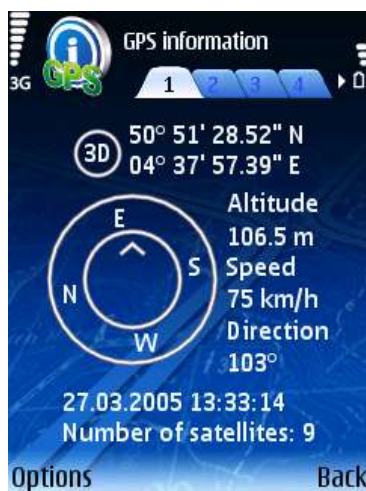 GPS information
3G GPS 1 2 3 4
3D 50° 51' 28.52" N
04° 37' 57.39" E
Altitude
106.5 m
Speed
75 km/h
Direction
103°
E
N S
W
27.03.2005 13:33:14
Number of satellites: 9
Options Back